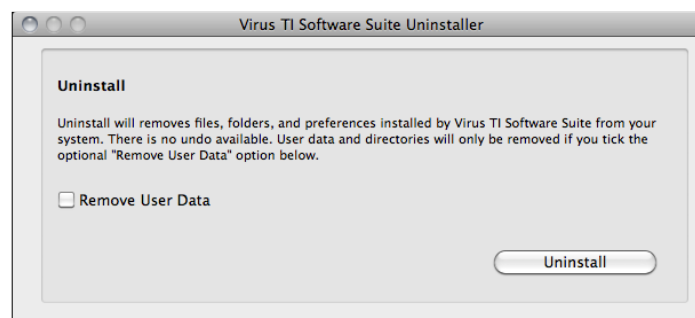 Virus TI Software Suite Uninstaller
Uninstall
Uninstall will removes files, folders, and preferences installed by Virus TI Software Suite from your
system. There is no undo available. User data and directories will only be removed if you tick the
optional "Remove User Data" option below.
Remove User Data
Uninstall